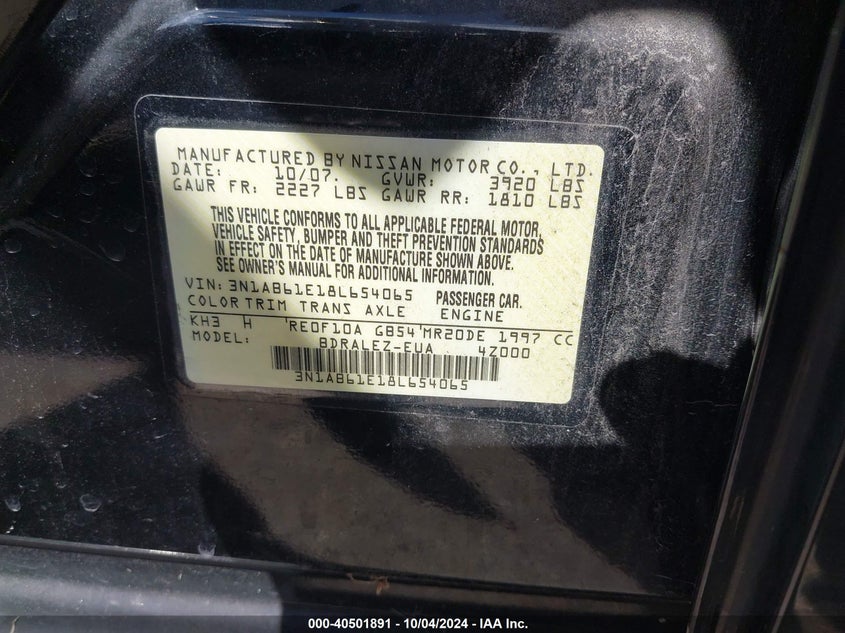 MANUFACTURED BY NISSAN MOTOR CO., LTD.
DATE: 10/07. GVWR: 3920 LBS
GAWR FR: 2227 LBS GAWR RR: 1810 LBS
THIS VEHICLE CONFORMS TO ALL APPLICABLE FEDERAL MOTOR,
VEHICLE SAFETY, BUMPER AND THEFT PREVENTION STANDARDS
IN EFFECT ON THE DATE OF MANUFACTURE SHOWN ABOVE.
SEE OWNER'S MANUAL FOR ADDITIONAL INFORMATION.
VIN: 3N1AB61E18L654065 PASSENGER CAR.
COLOR TRIM TRANS AXLE ENGINE
KH3 H 'RE0F10A GB54'MR20DE 1997 CC
MODEL: BDRALEZ-EUA 4Z000
3N1AB61E18L654065
000-40501891 - 10/04/2024 - IAA Inc.